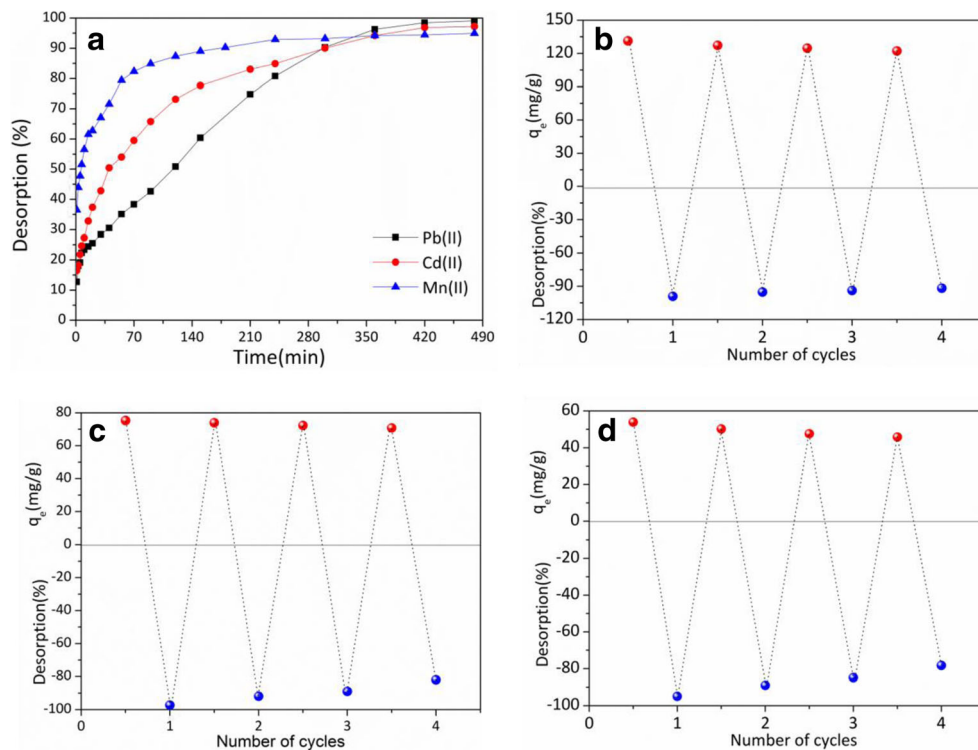 a
100
90
80
70
60
50
40
30
20
10
0
Desorption (%)
Pb(II)
Cd(II)
Mn(II)
0 70 140 210 280 350 420 490
Time(min)
b
150
120
90
60
30
0
-30
-60
-90
-120
qe(mg/g)
Desorption(%)
0 1 2 3 4
Number of cycles
c
80
60
40
20
0
-20
-40
-60
-80
-100
qe(mg/g)
Desorption(%)
0 1 2 3 4
Number of cycles
d
60
40
20
0
-20
-40
-60
-80
-100
qe(mg/g)
Desorption(%)
0 1 2 3 4
Number of cycles